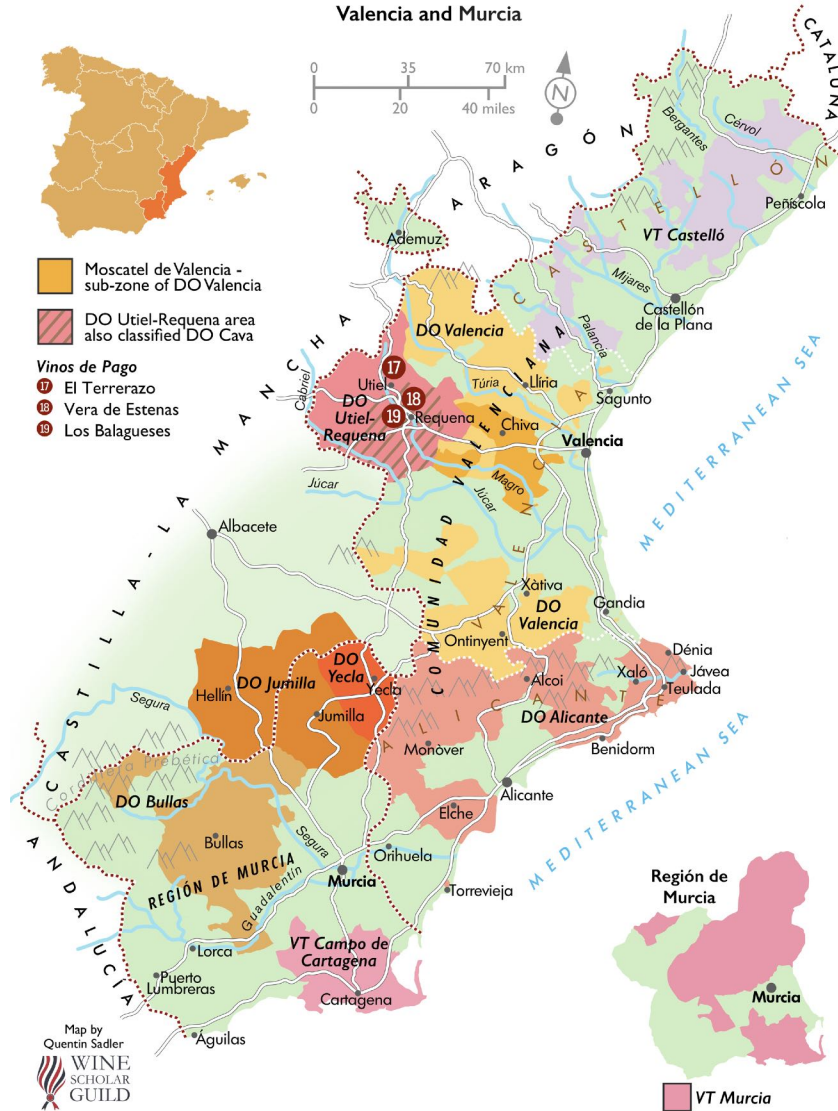 Valencia and Murcia
0 35 70 km
0 20 40 miles
N
CATALUÑA
ARAGÓN
CASTILLA-LA MANCHA
ANDALUCÍA
COMUNIDAD VALENCIANA
CASTELLÓN
VALENCIA
ALICANTE
REGIÓN DE MURCIA
MEDITERRANEAN SEA
MEDITERRANEAN SEA
Moscatel de Valencia -
sub-zone of DO Valencia
DO Utiel-Requena area
also classified DO Cava
Vinos de Pago
17 El Terrerazo
18 Vera de Estenas
19 Los Balagueses
Bergantes
Cérvol
Peñíscola
VT Castelló
Ademuz
Mijares
Castellón
de la Plana
Palancia
DO Valencia
Túria
Llíria
Sagunto
17
Utiel
18
19
Requena
DO
Utiel-
Requena
Cabriel
Chiva
Valencia
Magro
Júcar
Júcar
Albacete
Xàtiva
DO
Valencia
Gandia
Ontinyent
Dénia
Jávea
Xaló
Teulada
Alcoi
DO Alicante
Benidorm
DO
Yecla
Yecla
DO Jumilla
Hellín
Jumilla
Monòver
Segura
Cordillera Prebética
DO Bullas
Bullas
Alicante
Elche
Segura
Orihuela
Murcia
Guadalentín
Torrevieja
Lorca
VT Campo de
Cartagena
Puerto
Lumbreras
Cartagena
Águilas
Región de
Murcia
Murcia
VT Murcia
Map by
Quentin Sadler
WINE
SCHOLAR
GUILD